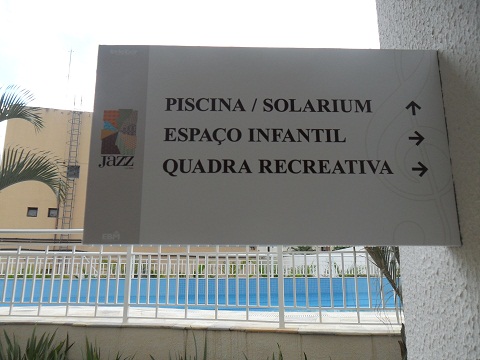 PISCINA / SOLARIUM ↑
ESPAÇO INFANTIL →
QUADRA RECREATIVA →
jazz